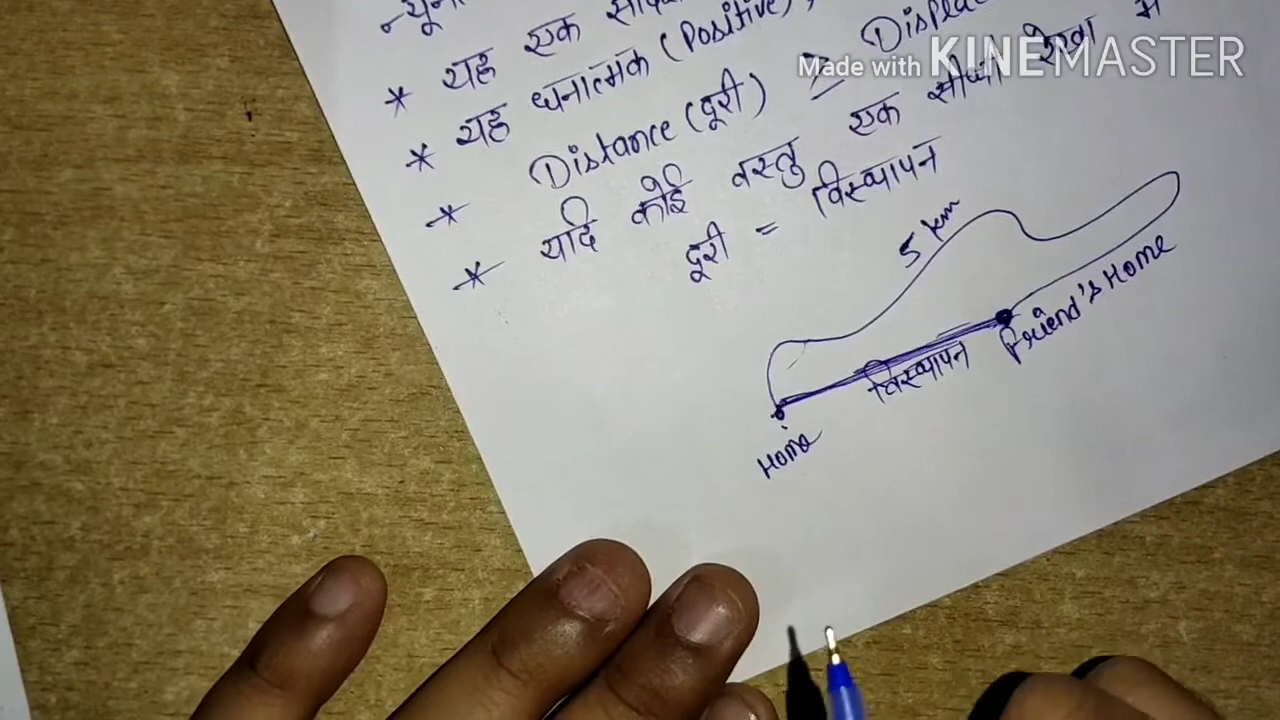 * यह एक
* यह धनात्मक (Positive),
* Distance (दूरी) ≥
* यदि कोई वस्तु एक सीधी रेखा में
दूरी = विस्थापन
5 km
विस्थापन
Friend's Home
Home
Made with KINEMASTER